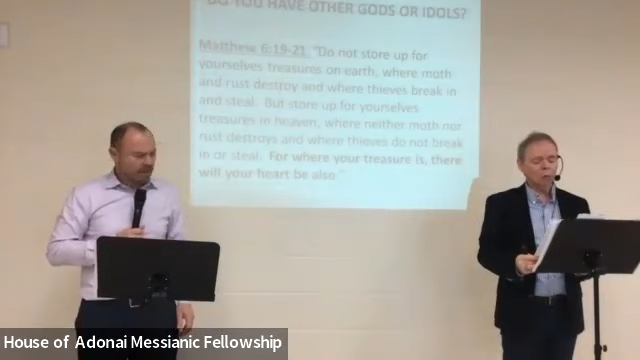 DO YOU HAVE OTHER GODS OR IDOLS?
Matthew 6:19-21 "Do not store up for
yourselves treasures on earth, where moth
and rust destroy and where thieves break in
and steal. But store up for yourselves
treasures in heaven, where neither moth nor
rust destroys and where thieves do not break
in or steal. For where your treasure is, there
will your heart be also."
House of Adonai Messianic Fellowship